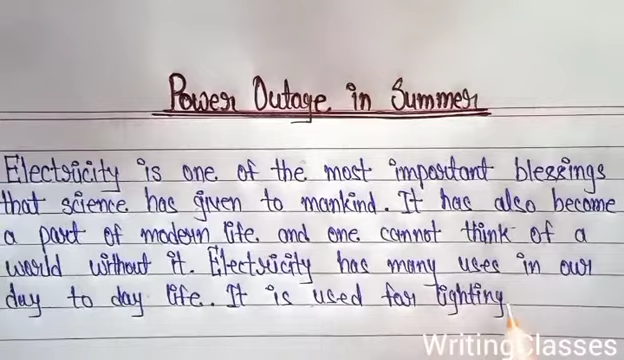 Power Outage in Summer
Electricity is one of the most important blessings
that science has given to mankind. It has also become
a part of modern life and one cannot think of a
world without it. Electricity has many uses in our
day to day life. It is used for lighting
WritingClasses